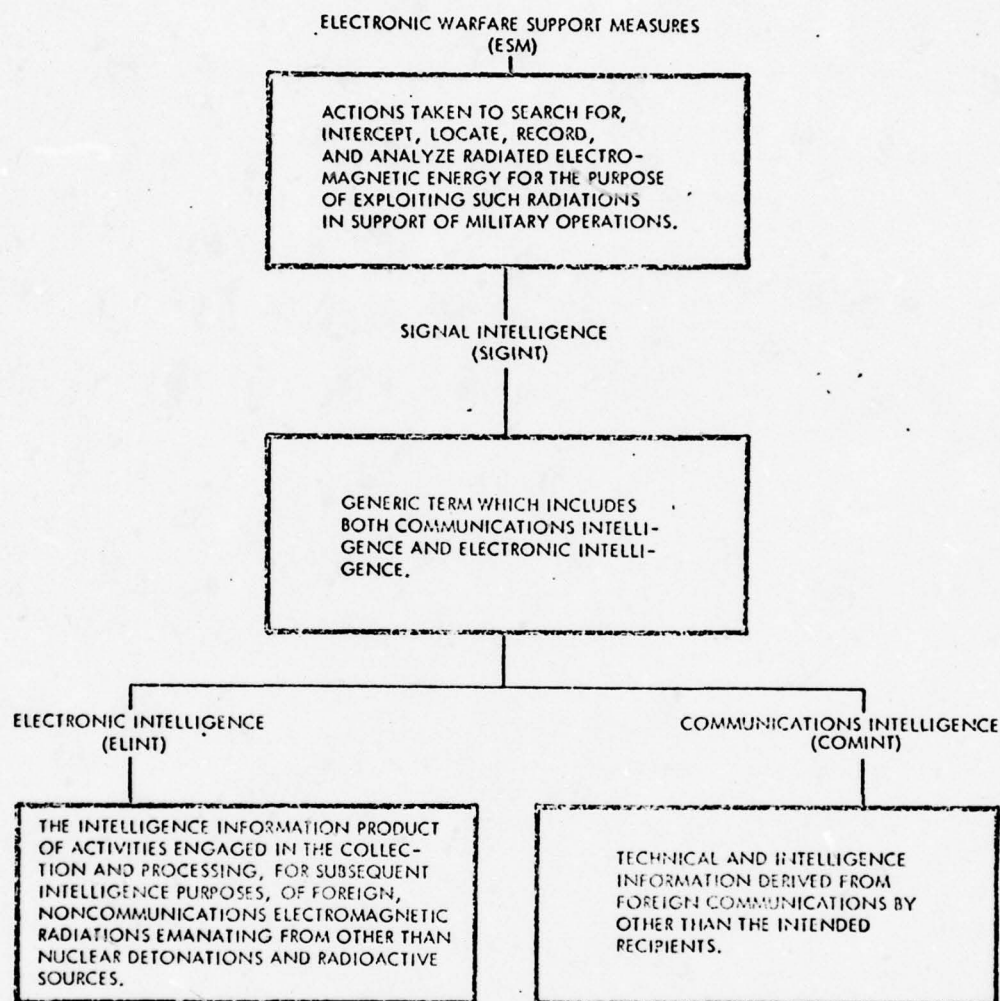 ELECTRONIC WARFARE SUPPORT MEASURES
(ESM)
ACTIONS TAKEN TO SEARCH FOR,
INTERCEPT, LOCATE, RECORD,
AND ANALYZE RADIATED ELECTRO-
MAGNETIC ENERGY FOR THE PURPOSE
OF EXPLOITING SUCH RADIATIONS
IN SUPPORT OF MILITARY OPERATIONS.
SIGNAL INTELLIGENCE
(SIGINT)
GENERIC TERM WHICH INCLUDES
BOTH COMMUNICATIONS INTELLI-
GENCE AND ELECTRONIC INTELLI-
GENCE.
ELECTRONIC INTELLIGENCE
(ELINT)
THE INTELLIGENCE INFORMATION PRODUCT
OF ACTIVITIES ENGAGED IN THE COLLEC-
TION AND PROCESSING, FOR SUBSEQUENT
INTELLIGENCE PURPOSES, OF FOREIGN,
NONCOMMUNICATIONS ELECTROMAGNETIC
RADIATIONS EMANATING FROM OTHER THAN
NUCLEAR DETONATIONS AND RADIOACTIVE
SOURCES.
COMMUNICATIONS INTELLIGENCE
(COMINT)
TECHNICAL AND INTELLIGENCE
INFORMATION DERIVED FROM
FOREIGN COMMUNICATIONS BY
OTHER THAN THE INTENDED
RECIPIENTS.